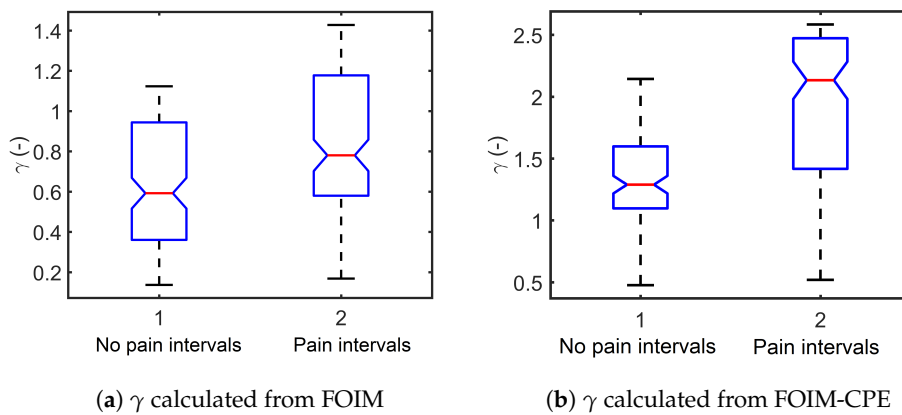 1.4
1.2
1
0.8
0.6
0.4
0.2
γ (-)
1
2
No pain intervals
Pain intervals
(a) γ calculated from FOIM
2.5
2
1.5
1
0.5
γ (-)
1
2
No pain intervals
Pain intervals
(b) γ calculated from FOIM-CPE